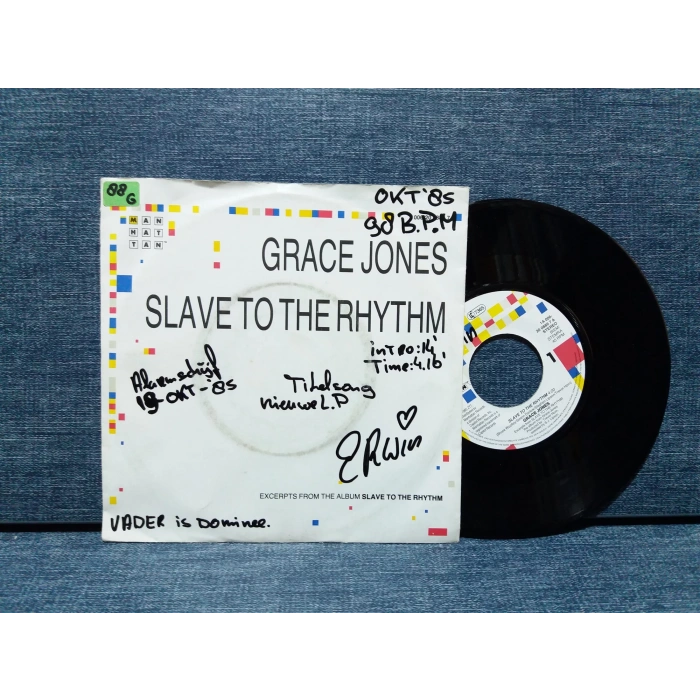 88
G
OKT '85
98 B.P.M
MAN
HAT
TAN
GRACE JONES
SLAVE TO THE RHYTHM
intro: 14'
Time: 4.16'
Alarmschijf
18-OKT-'85
Titelsong
nieuwe L.P
ERWin
EXCERPTS FROM THE ALBUM SLAVE TO THE RHYTHM
VADER is DOMinee.
1
SLAVE TO THE RHYTHM
GRACE JONES